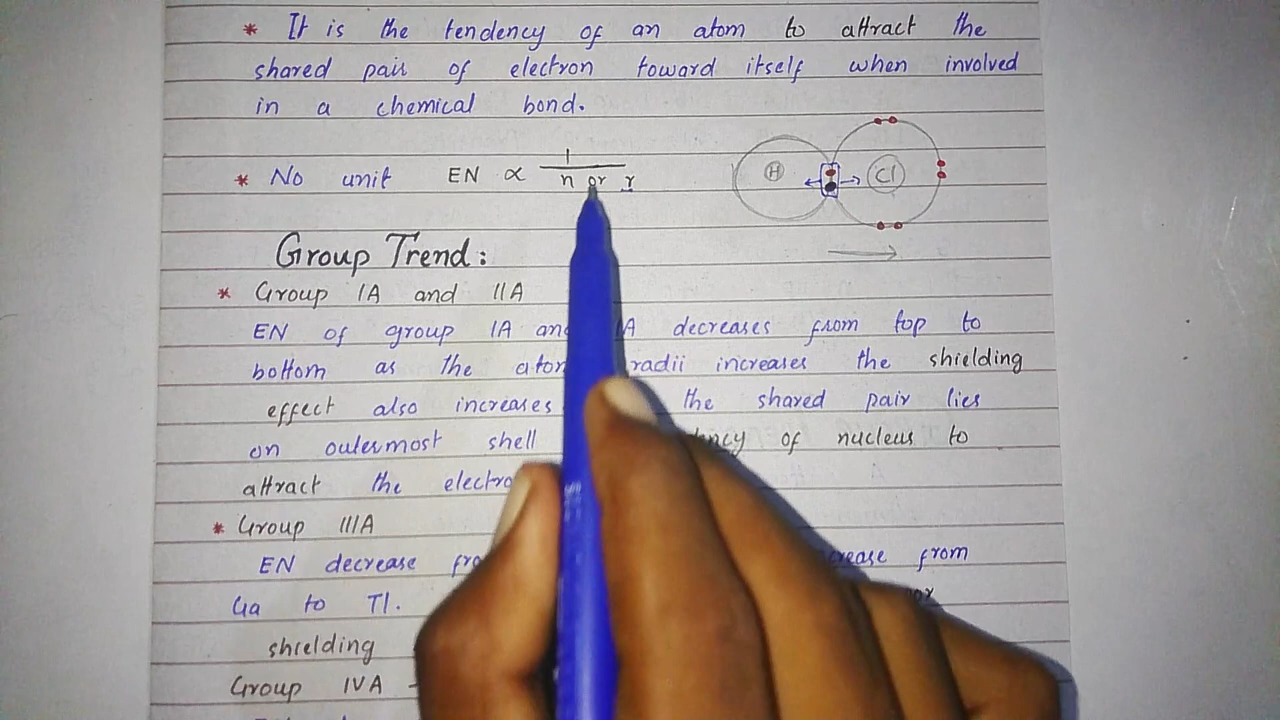 * It is the tendency of an atom to attract the
shared pair of electron toward itself when involved
in a chemical bond.
* No unit EN ∝ 1 / n or r
H Cl
Group Trend:
* Group IA and IIA
EN of group IA and IA decreases from top to
bottom as the radii increases the shielding
effect also increases the shared pair lies
on outermost shell of nucleus to
attract the
* Group IIIA
EN decrease from
Ga to Tl.
shielding
Group IVA